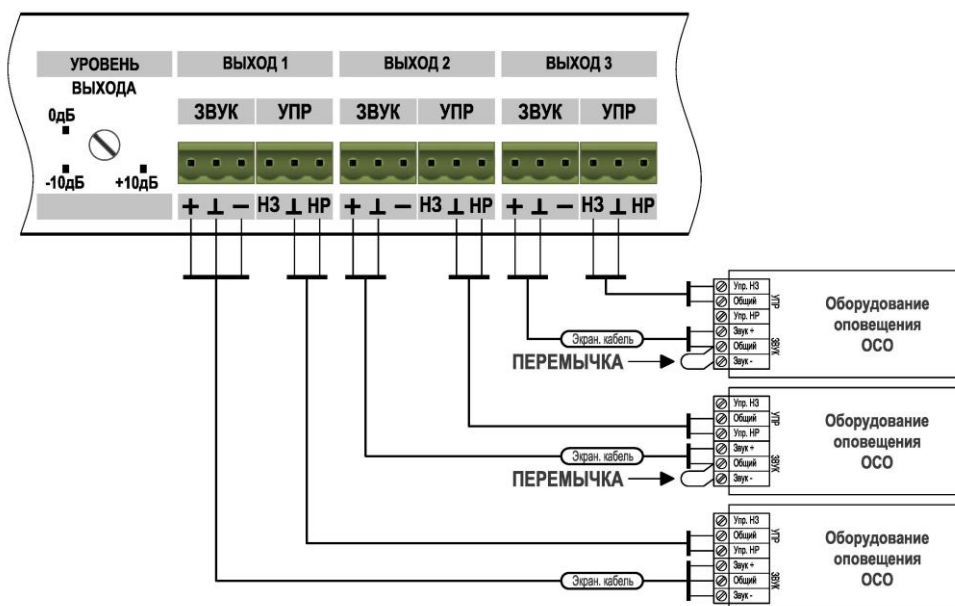 УРОВЕНЬ ВЫХОДА
0дБ
-10дБ +10дБ
ВЫХОД 1 ВЫХОД 2 ВЫХОД 3
ЗВУК УПР ЗВУК УПР ЗВУК УПР
+ ⊥ − НЗ ⊥ НР + ⊥ − НЗ ⊥ НР + ⊥ − НЗ ⊥ НР
Упр. НЗ
Общий
Упр. НР
УПР
Звук +
Общий
Звук -
ЗВУК
Оборудование
оповещения
ОСО
Экран. кабель
ПЕРЕМЫЧКА
Упр. НЗ
Общий
Упр. НР
УПР
Звук +
Общий
Звук -
ЗВУК
Оборудование
оповещения
ОСО
Экран. кабель
ПЕРЕМЫЧКА
Упр. НЗ
Общий
Упр. НР
УПР
Звук +
Общий
Звук -
ЗВУК
Оборудование
оповещения
ОСО
Экран. кабель